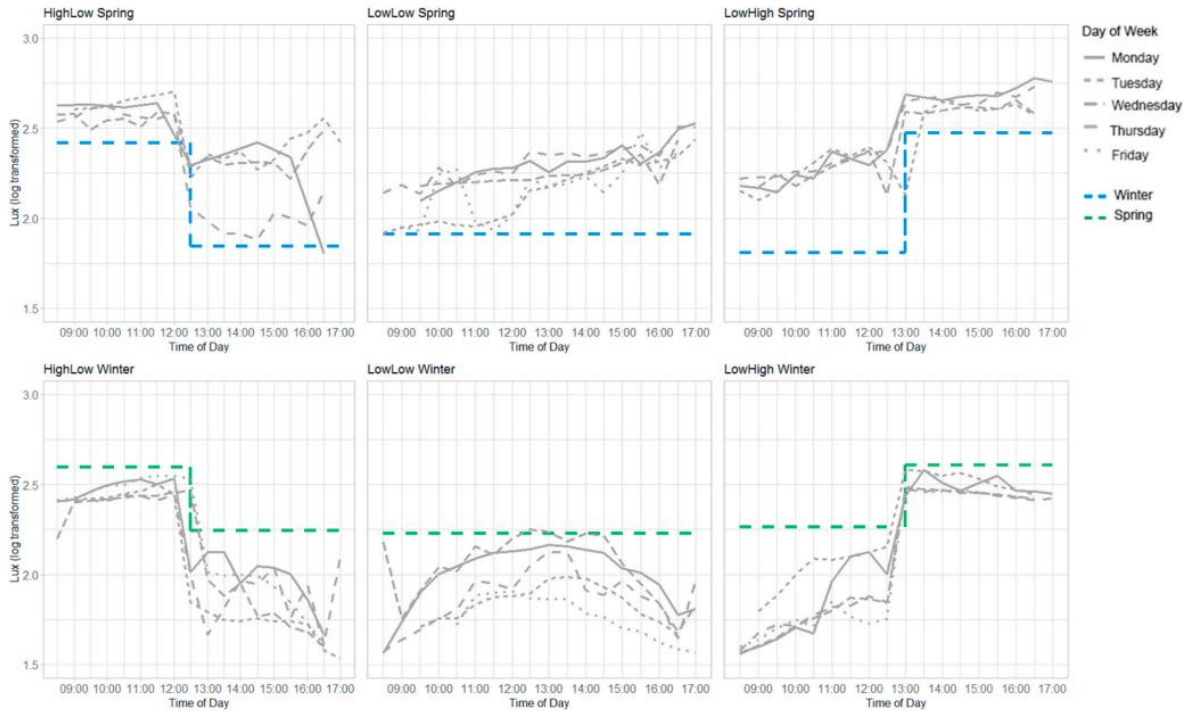 HighLow Spring
LowLow Spring
LowHigh Spring
Day of Week
Monday
Tuesday
Wednesday
Thursday
Friday
Winter
Spring
Lux (log transformed)
3.0
2.5
2.0
1.5
09:00 10:00 11:00 12:00 13:00 14:00 15:00 16:00 17:00
09:00 10:00 11:00 12:00 13:00 14:00 15:00 16:00 17:00
09:00 10:00 11:00 12:00 13:00 14:00 15:00 16:00 17:00
Time of Day
Time of Day
Time of Day
HighLow Winter
LowLow Winter
LowHigh Winter
Lux (log transformed)
3.0
2.5
2.0
1.5
09:00 10:00 11:00 12:00 13:00 14:00 15:00 16:00 17:00
09:00 10:00 11:00 12:00 13:00 14:00 15:00 16:00 17:00
09:00 10:00 11:00 12:00 13:00 14:00 15:00 16:00 17:00
Time of Day
Time of Day
Time of Day